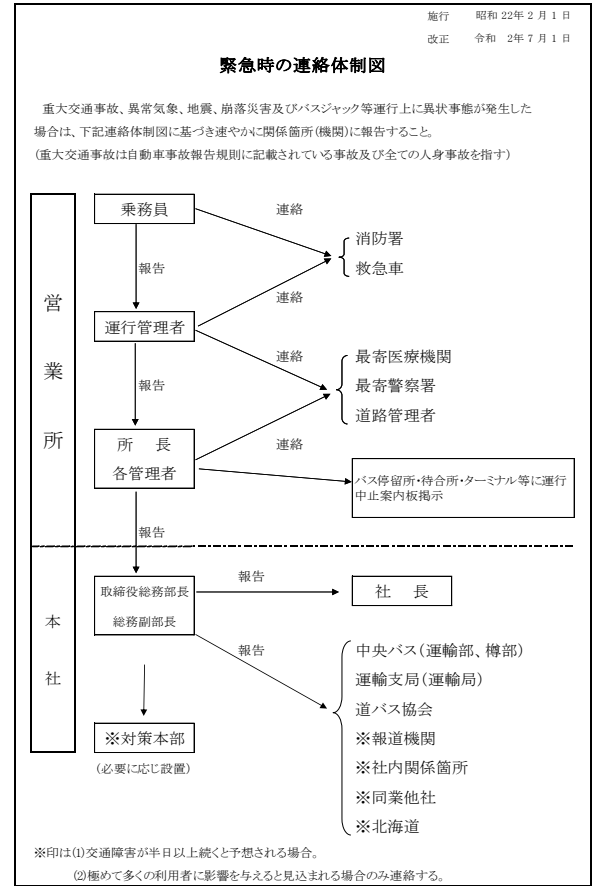 施行　昭和 22年 2 月 1 日
改正　令和　2年 7 月 1 日
緊急時の連絡体制図
重大交通事故、異常気象、地震、崩落災害及びバスジャック等運行上に異状事態が発生した
場合は、下記連絡体制図に基づき速やかに関係箇所(機関)に報告すること。
(重大交通事故は自動車事故報告規則に記載されている事故及び全ての人身事故を指す)
営業所
乗務員
連絡
消防署
救急車
報告
連絡
運行管理者
連絡
最寄医療機関
最寄警察署
道路管理者
報告
連絡
所　長
各管理者
バス停留所・待合所・ターミナル等に運行
中止案内板掲示
報告
本社
取締役総務部長
総務副部長
報告
社　長
報告
中央バス(運輸部、樽部)
運輸支局(運輸局)
道バス協会
※報道機関
※社内関係箇所
※同業他社
※北海道
※対策本部
(必要に応じ設置)
※印は(1)交通障害が半日以上続くと予想される場合。
(2)極めて多くの利用者に影響を与えると見込まれる場合のみ連絡する。